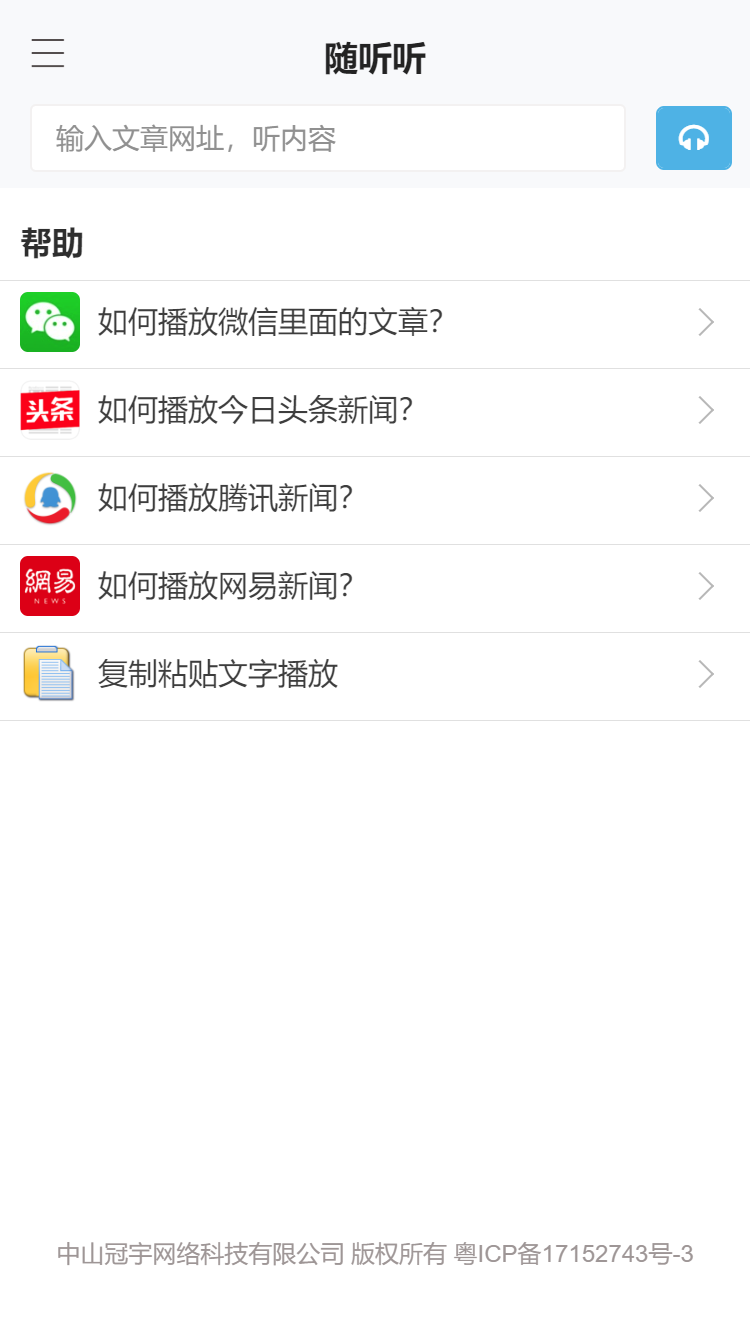 随听听
输入文章网址，听内容
帮助
如何播放微信里面的文章?
头条
如何播放今日头条新闻?
如何播放腾讯新闻?
網易
NEWS
如何播放网易新闻?
复制粘贴文字播放
中山冠宇网络科技有限公司 版权所有 粤ICP备17152743号-3